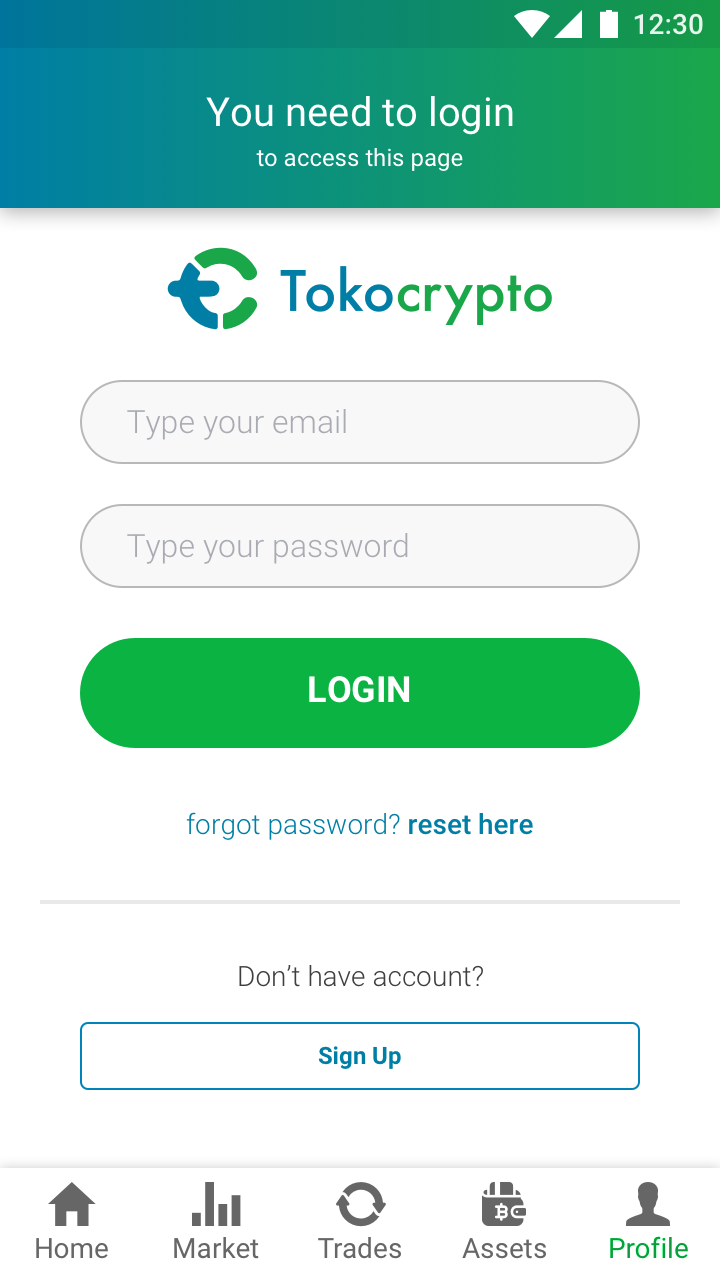 12:30
You need to login
to access this page
Tokocrypto
Type your email
Type your password
LOGIN
forgot password? reset here
Don’t have account?
Sign Up
Home Market Trades Assets Profile